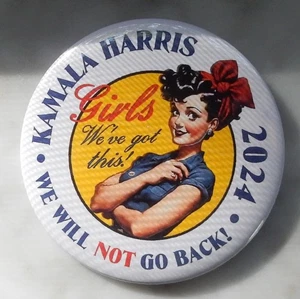 • KAMALA HARRIS 2024 •
WE WILL NOT GO BACK!
Girls
We've got
this!